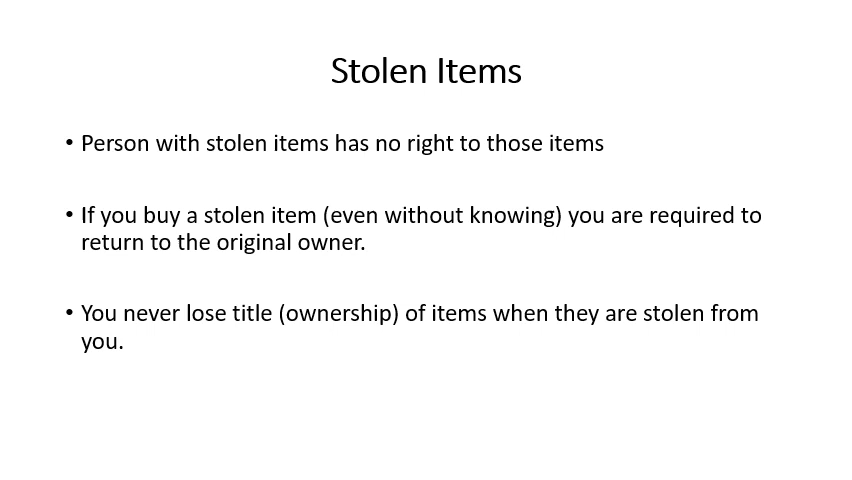 Stolen Items
• Person with stolen items has no right to those items
• If you buy a stolen item (even without knowing) you are required to
return to the original owner.
• You never lose title (ownership) of items when they are stolen from
you.